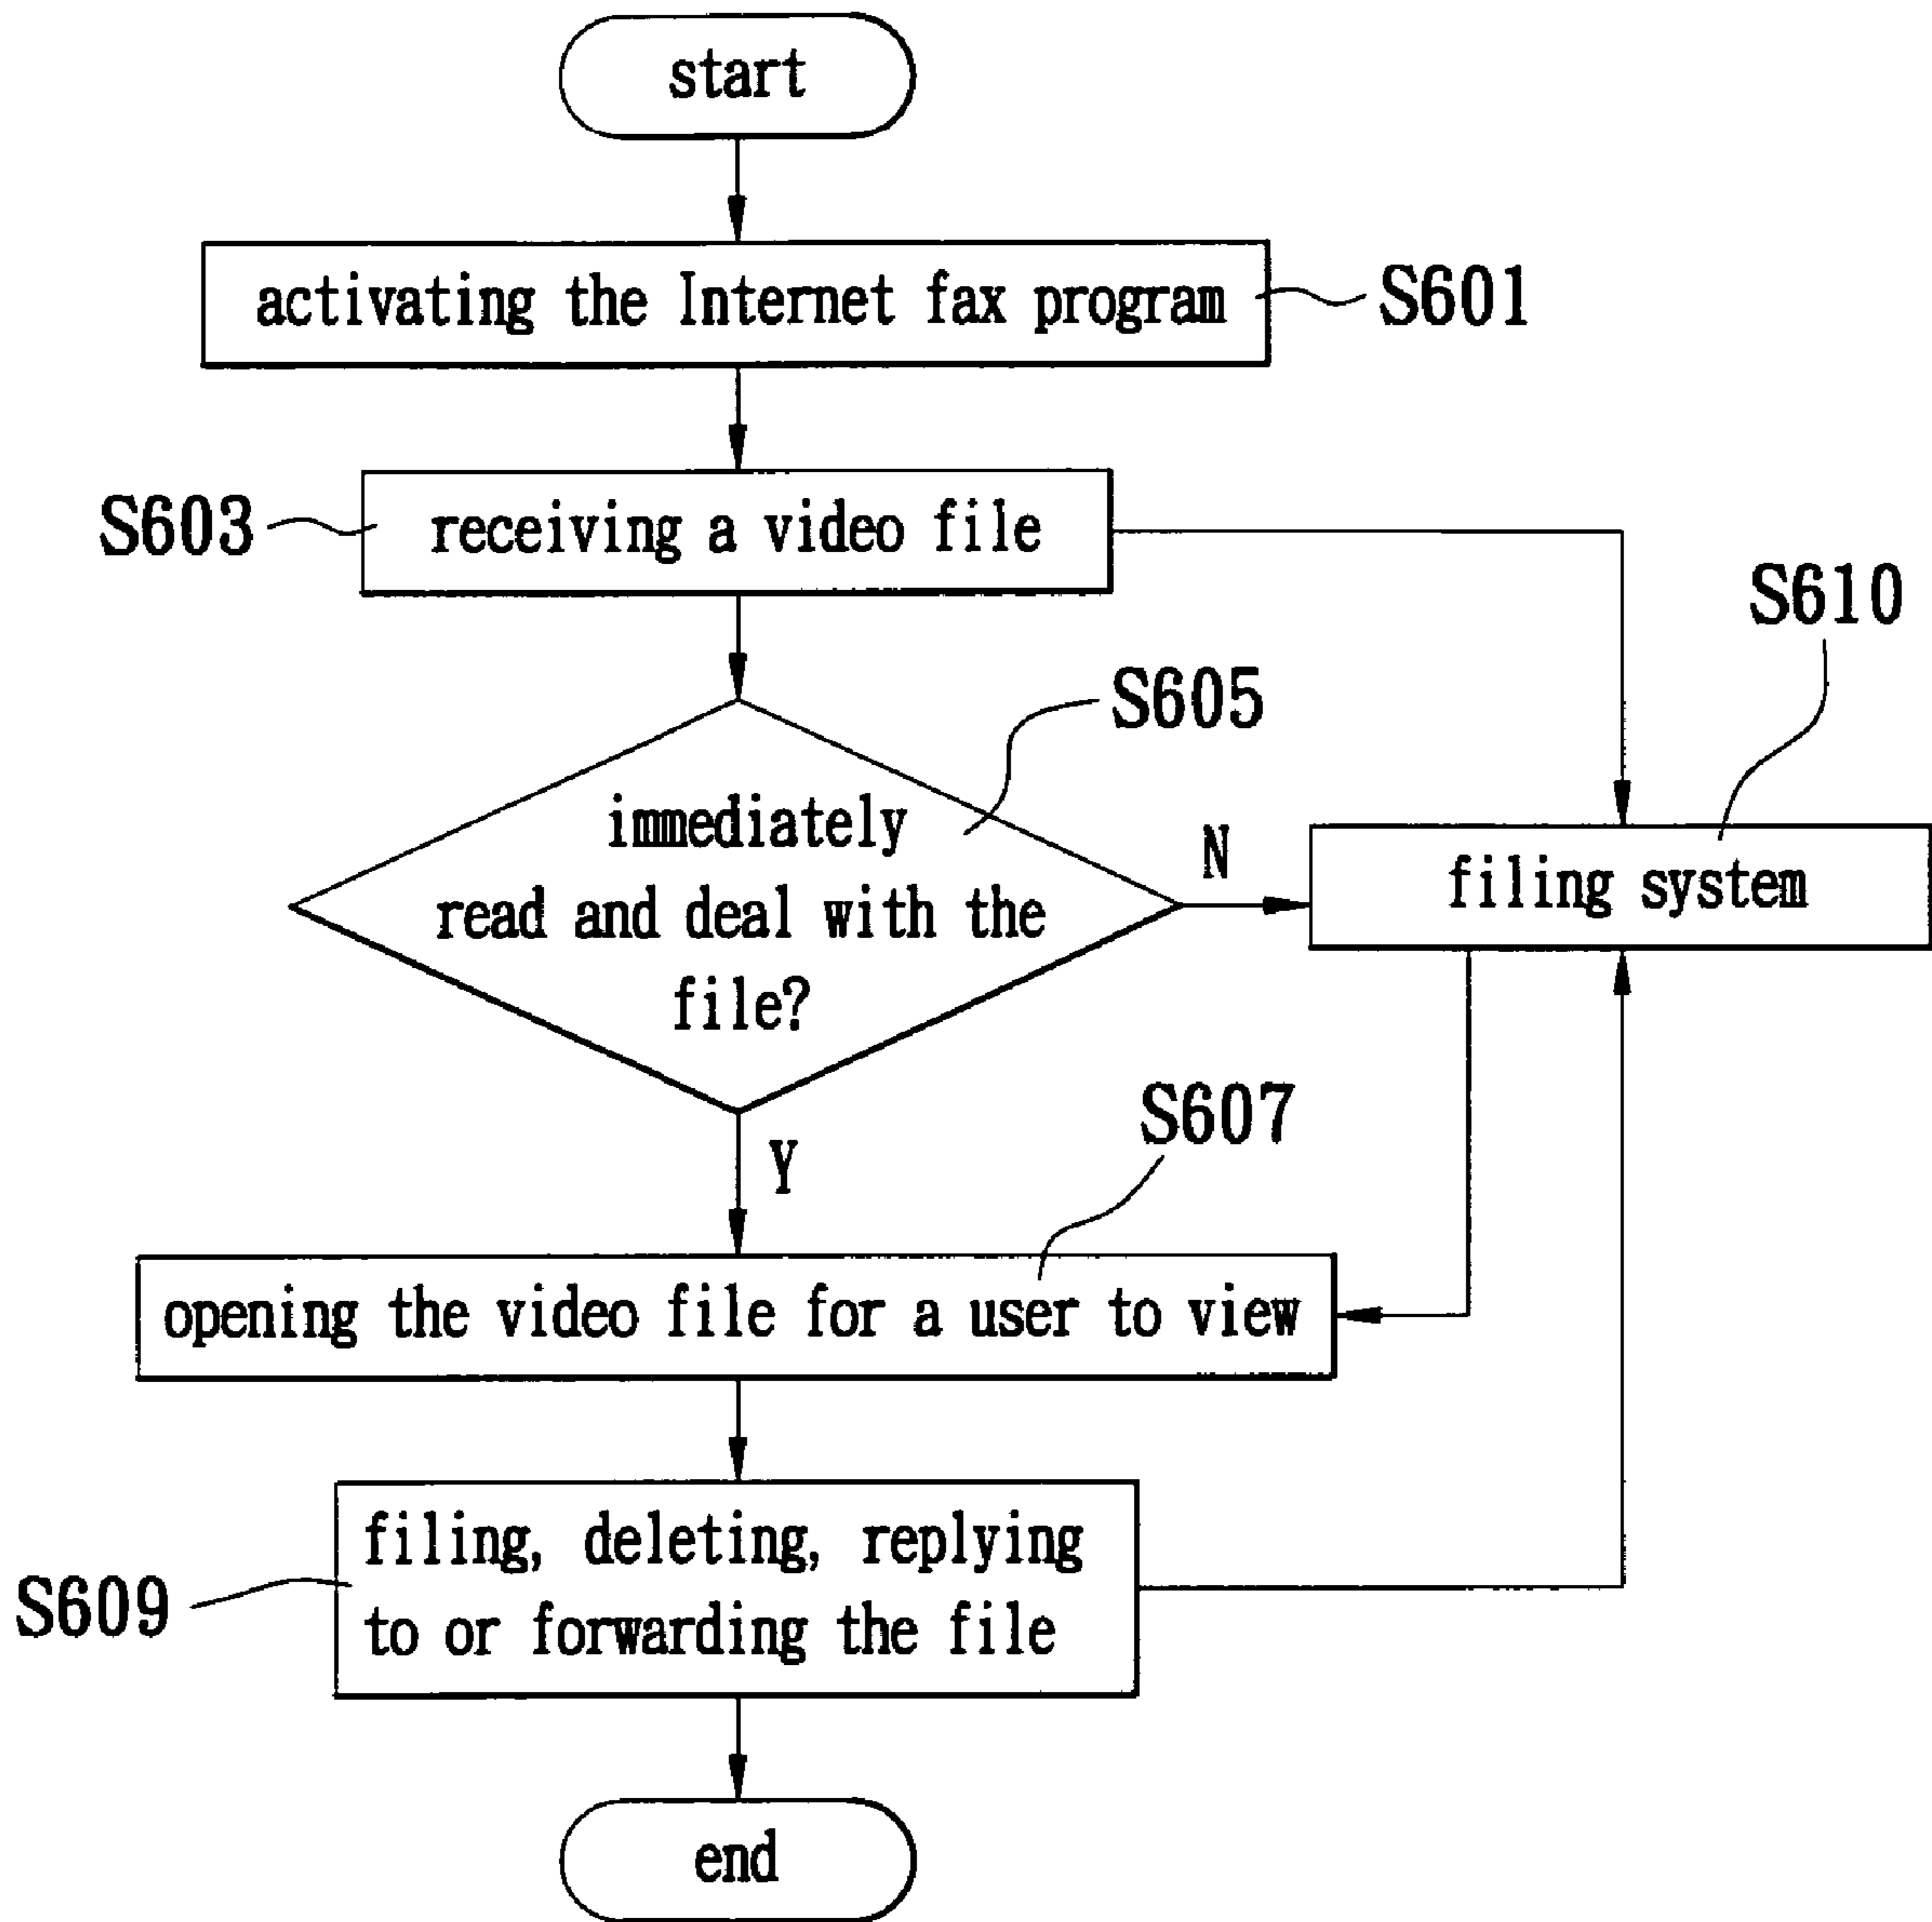 start
activating the Internet fax program
S601
S603
receiving a video file
S610
S605
immediately
read and deal with the
file?
N
filing system
Y
S607
opening the video file for a user to view
filing, deleting, replying
to or forwarding the file
S609
end